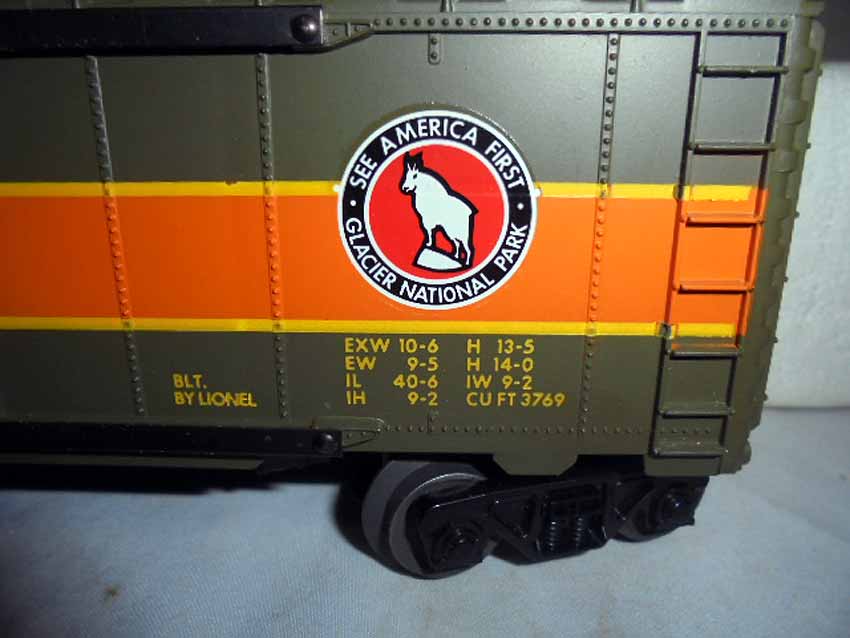 · SEE AMERICA FIRST ·
GLACIER NATIONAL PARK
EXW 10-6 H 13-5
EW 9-5 H 14-0
IL 40-6 IW 9-2
IH 9-2 CU FT 3769
BLT.
BY LIONEL